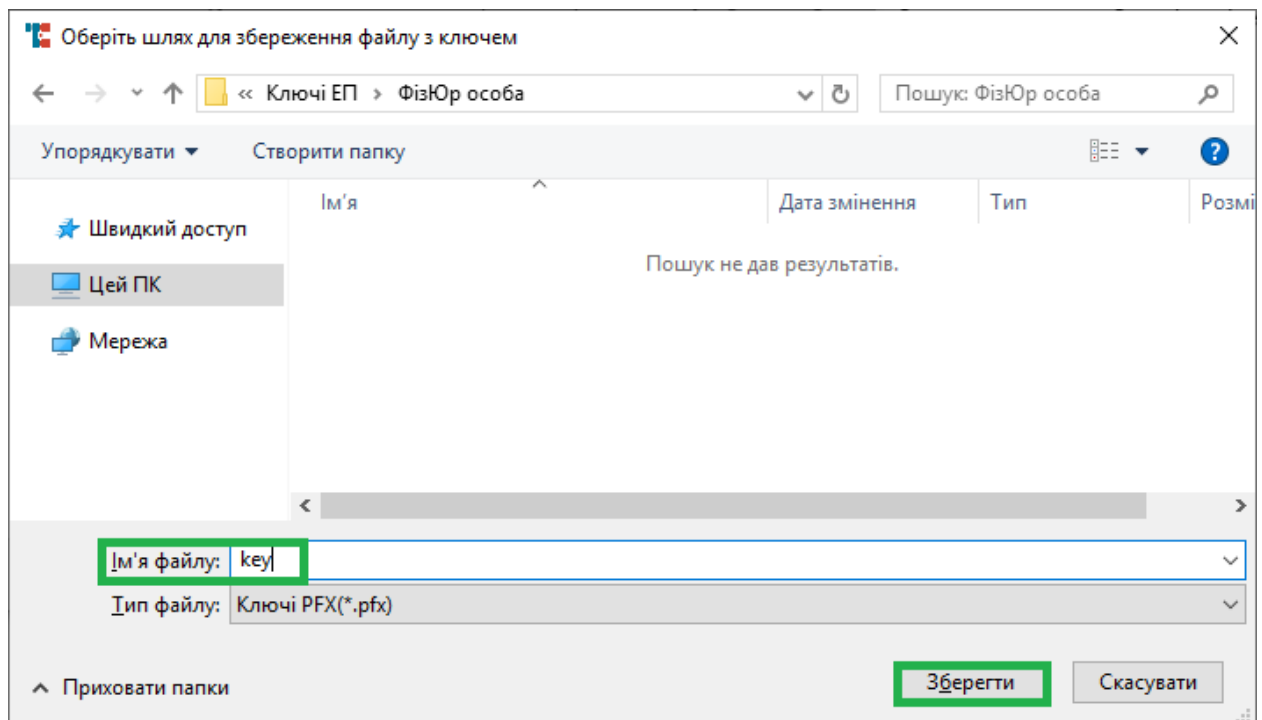 Оберіть шлях для збереження файлу з ключем
« Ключі ЕП › ФізЮр особа
Пошук: ФізЮр особа
Упорядкувати
Створити папку
?
Ім'я
Дата змінення
Тип
Розмі
Швидкий доступ
Цей ПК
Мережа
Пошук не дав результатів.
Ім'я файлу: key
Тип файлу: Ключі PFX(*.pfx)
Приховати папки
Зберегти
Скасувати